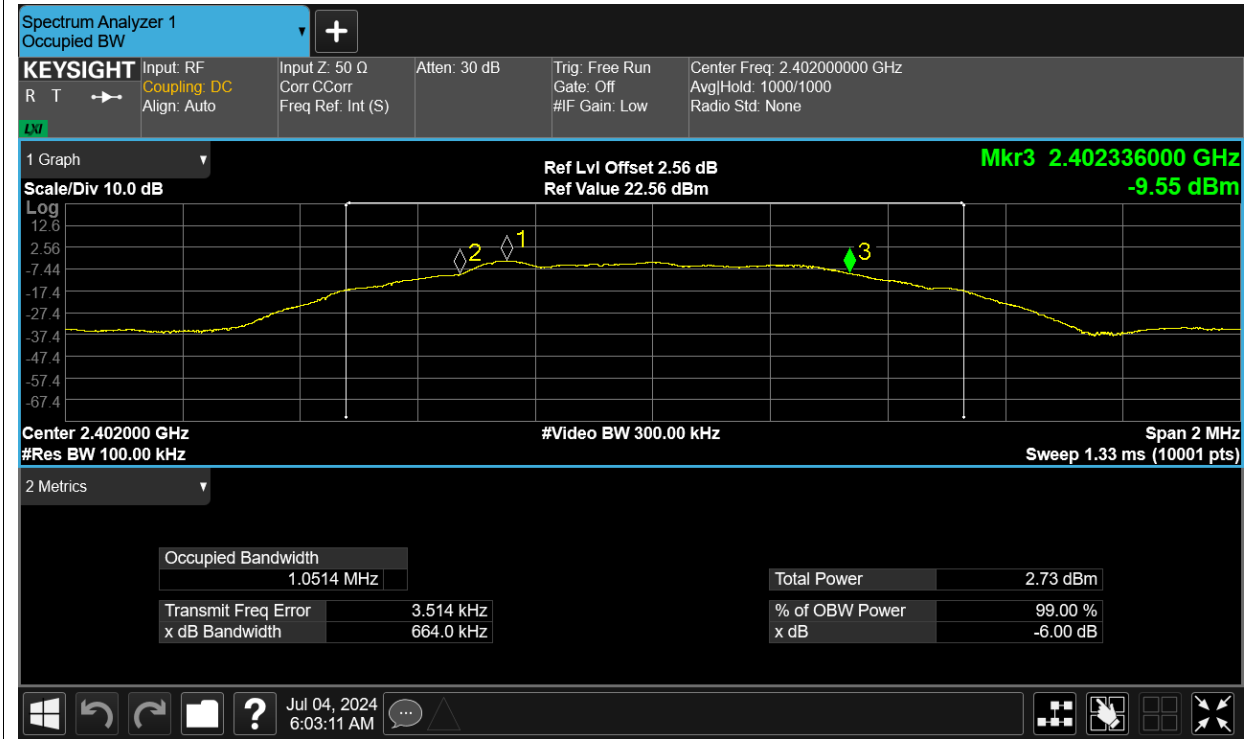 Spectrum Analyzer 1
Occupied BW
KEYSIGHT
R T
LXI
Input: RF
Coupling: DC
Align: Auto
Input Z: 50 Ω
Corr CCorr
Freq Ref: Int (S)
Atten: 30 dB
Trig: Free Run
Gate: Off
#IF Gain: Low
Center Freq: 2.402000000 GHz
Avg|Hold: 1000/1000
Radio Std: None
1 Graph
Scale/Div 10.0 dB
Ref Lvl Offset 2.56 dB
Ref Value 22.56 dBm
Mkr3 2.402336000 GHz
-9.55 dBm
Log
12.6
2.56
-7.44
-17.4
-27.4
-37.4
-47.4
-57.4
-67.4
2
1
3
Center 2.402000 GHz
#Res BW 100.00 kHz
#Video BW 300.00 kHz
Span 2 MHz
Sweep 1.33 ms (10001 pts)
2 Metrics
Occupied Bandwidth
1.0514 MHz
Transmit Freq Error 3.514 kHz
x dB Bandwidth 664.0 kHz
Total Power 2.73 dBm
% of OBW Power 99.00 %
x dB -6.00 dB
?
Jul 04, 2024
6:03:11 AM